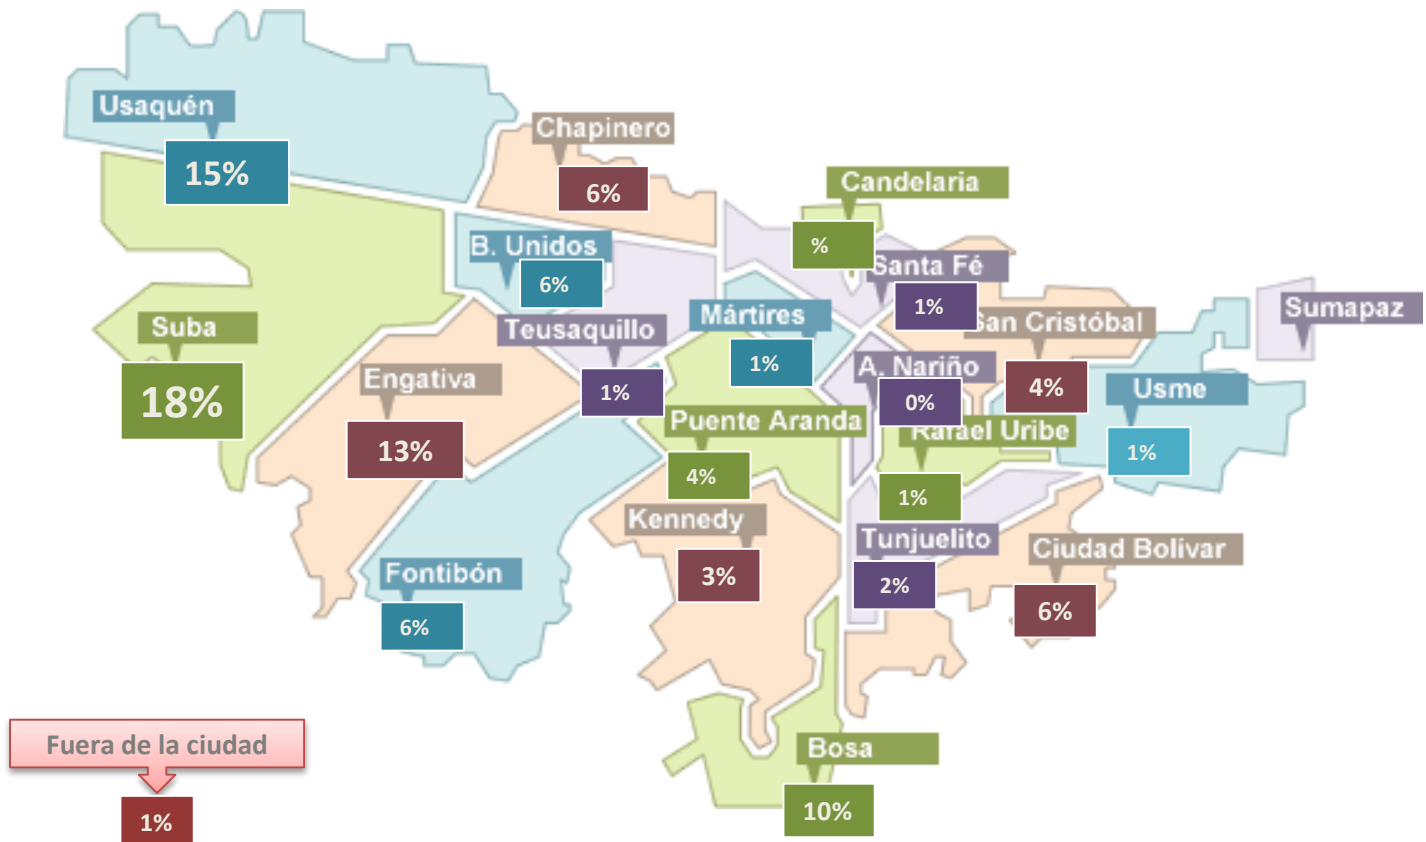 Usaquén
15%
Chapinero
6%
Candelaria
%
B. Unidos
6%
Santa Fé
1%
Suba
18%
Teusaquillo
1%
Mártires
1%
San Cristóbal
4%
Sumapaz
Engativa
13%
A. Nariño
0%
Usme
1%
Puente Aranda
4%
Rafael Uribe
1%
Kennedy
3%
Tunjuelito
2%
Ciudad Bolívar
6%
Fontibón
6%
Fuera de la ciudad
1%
Bosa
10%